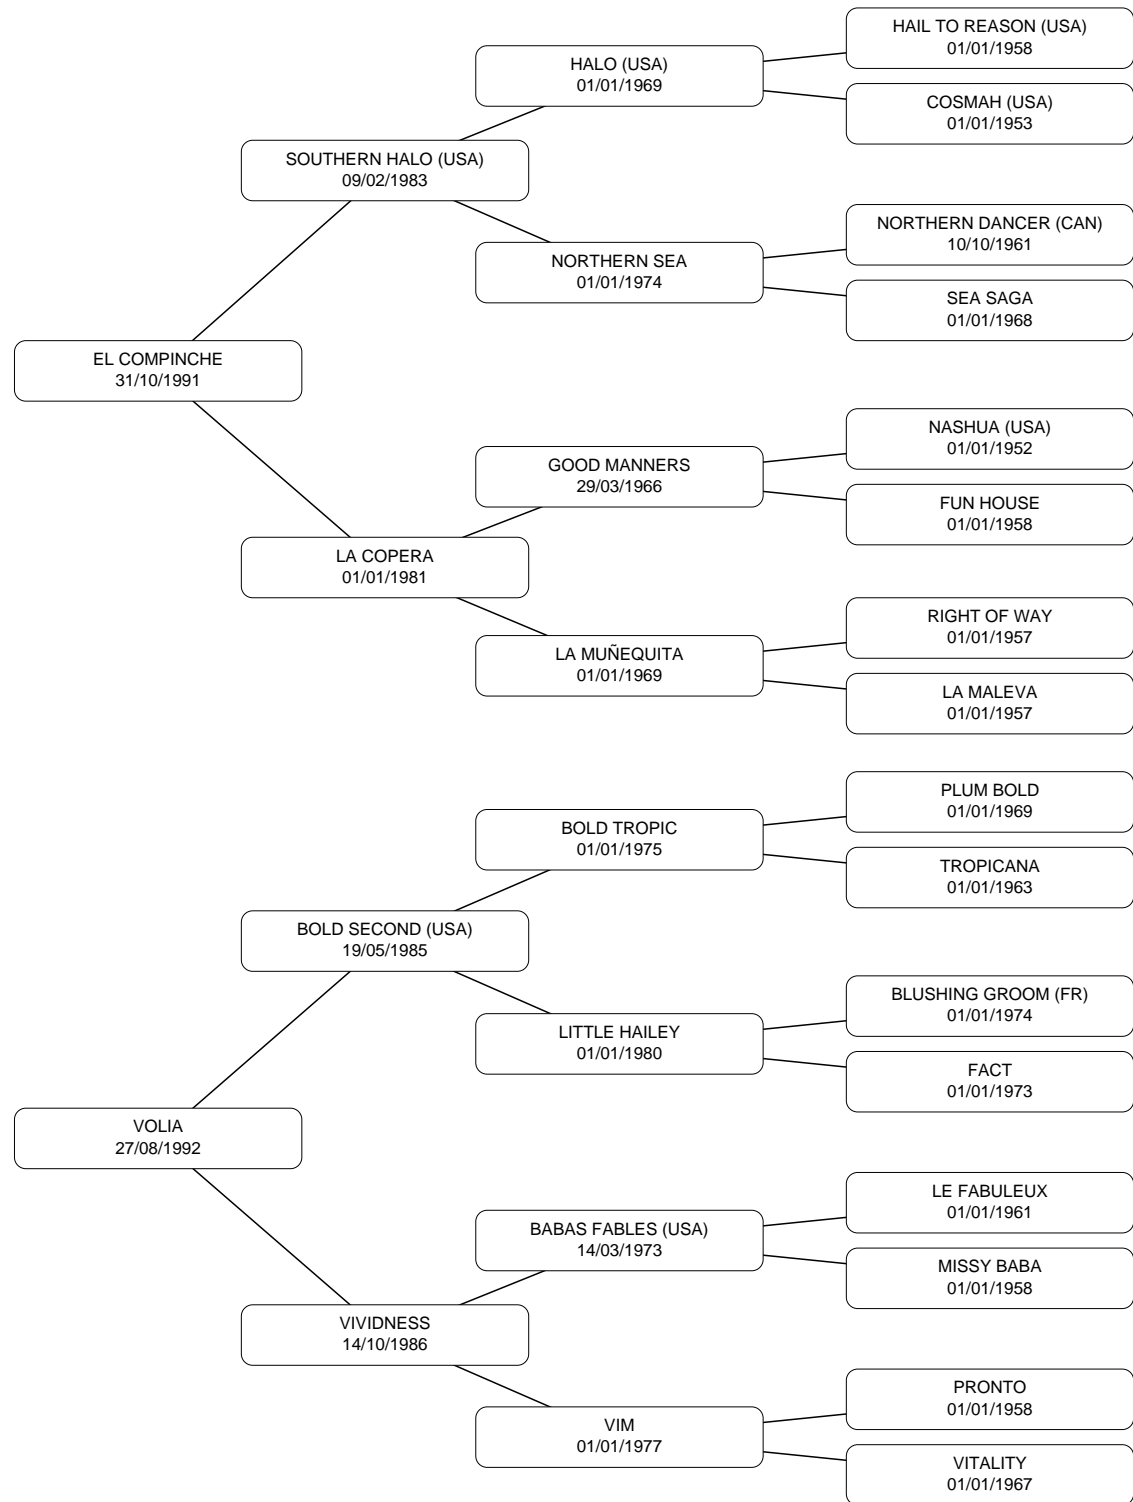 HAIL TO REASON (USA)
01/01/1958
HALO (USA)
01/01/1969
COSMAH (USA)
01/01/1953
SOUTHERN HALO (USA)
09/02/1983
NORTHERN DANCER (CAN)
10/10/1961
NORTHERN SEA
01/01/1974
SEA SAGA
01/01/1968
EL COMPINCHE
31/10/1991
NASHUA (USA)
01/01/1952
GOOD MANNERS
29/03/1966
FUN HOUSE
01/01/1958
LA COPERA
01/01/1981
RIGHT OF WAY
01/01/1957
LA MUÑEQUITA
01/01/1969
LA MALEVA
01/01/1957
PLUM BOLD
01/01/1969
BOLD TROPIC
01/01/1975
TROPICANA
01/01/1963
BOLD SECOND (USA)
19/05/1985
BLUSHING GROOM (FR)
01/01/1974
LITTLE HAILEY
01/01/1980
FACT
01/01/1973
VOLIA
27/08/1992
LE FABULEUX
01/01/1961
BABAS FABLES (USA)
14/03/1973
MISSY BABA
01/01/1958
VIVIDNESS
14/10/1986
PRONTO
01/01/1958
VIM
01/01/1977
VITALITY
01/01/1967